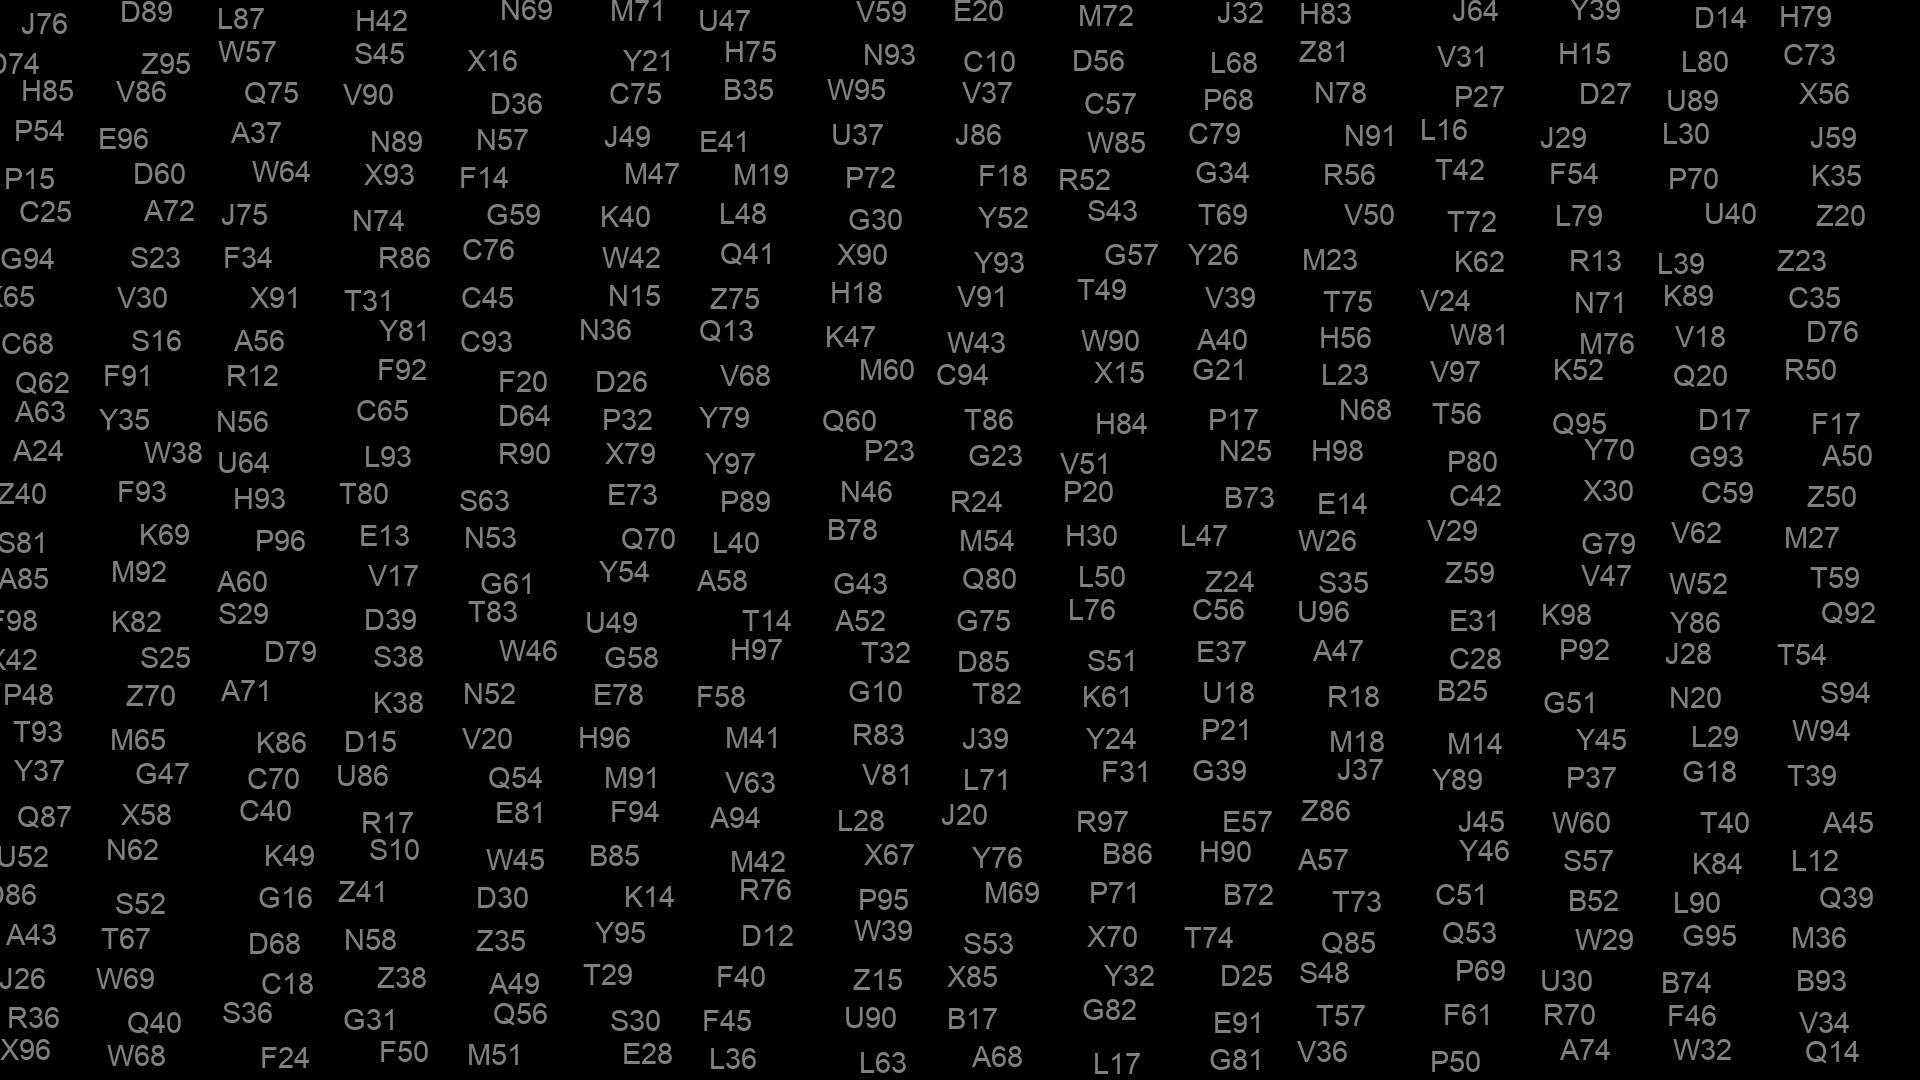 J76 D89 L87 H42 N69 M71 U47 V59 E20 M72 J32 H83 J64 Y39 D14 H79
Z95 W57 S45 X16 Y21 H75 N93 C10 D56 L68 Z81 V31 H15 L80 C73
H85 V86 Q75 V90 D36 C75 B35 W95 V37 C57 P68 N78 P27 D27 U89 X56
P54 E96 A37 N89 N57 J49 E41 U37 J86 W85 C79 N91 L16 J29 L30 J59
P15 D60 W64 X93 F14 M47 M19 P72 F18 R52 G34 R56 T42 F54 P70 K35
C25 A72 J75 N74 G59 K40 L48 G30 Y52 S43 T69 V50 T72 L79 U40 Z20
G94 S23 F34 R86 C76 W42 Q41 X90 Y93 G57 Y26 M23 K62 R13 L39 Z23
V30 X91 T31 C45 N15 Z75 H18 V91 T49 V39 T75 V24 N71 K89 C35
C68 S16 A56 Y81 C93 N36 Q13 K47 W43 W90 A40 H56 W81 M76 V18 D76
Q62 F91 R12 F92 F20 D26 V68 M60 C94 X15 G21 L23 V97 K52 Q20 R50
A63 Y35 N56 C65 D64 P32 Y79 Q60 T86 H84 P17 N68 T56 Q95 D17 F17
A24 W38 U64 L93 R90 X79 Y97 P23 G23 V51 N25 H98 P80 Y70 G93 A50
Z40 F93 H93 T80 S63 E73 P89 N46 R24 P20 B73 E14 C42 X30 C59 Z50
S81 K69 P96 E13 N53 Q70 L40 B78 M54 H30 L47 W26 V29 G79 V62 M27
A85 M92 A60 V17 G61 Y54 A58 G43 Q80 L50 Z24 S35 Z59 V47 W52 T59
F98 K82 S29 D39 T83 U49 T14 A52 G75 L76 C56 U96 E31 K98 Y86 Q92
S25 D79 S38 W46 G58 H97 T32 D85 S51 E37 A47 C28 P92 J28 T54
P48 Z70 A71 K38 N52 E78 F58 G10 T82 K61 U18 R18 B25 G51 N20 S94
T93 M65 K86 D15 V20 H96 M41 R83 J39 Y24 P21 M18 M14 Y45 L29 W94
Y37 G47 C70 U86 Q54 M91 V63 V81 L71 F31 G39 J37 Y89 P37 G18 T39
Q87 X58 C40 R17 E81 F94 A94 L28 J20 R97 E57 Z86 J45 W60 T40 A45
U52 N62 K49 S10 W45 B85 M42 X67 Y76 B86 H90 A57 Y46 S57 K84 L12
S52 G16 Z41 D30 K14 R76 P95 M69 P71 B72 T73 C51 B52 L90 Q39
A43 T67 D68 N58 Z35 Y95 D12 W39 S53 X70 T74 Q85 Q53 W29 G95 M36
J26 W69 C18 Z38 A49 T29 F40 Z15 X85 Y32 D25 S48 P69 U30 B74 B93
R36 Q40 S36 G31 Q56 S30 F45 U90 B17 G82 E91 T57 F61 R70 F46 V34
X96 W68 F24 F50 M51 E28 L36 L63 A68 L17 G81 V36 P50 A74 W32 Q14